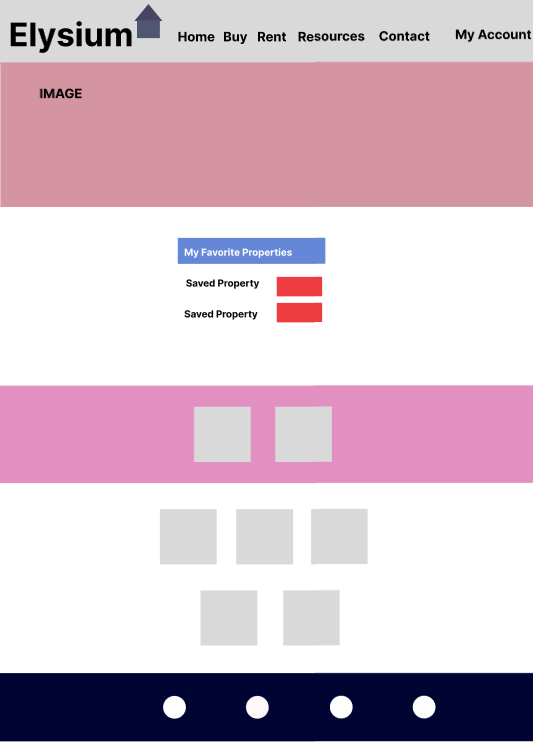 Elysium
Home Buy Rent Resources Contact My Account
IMAGE
My Favorite Properties
Saved Property
Saved Property